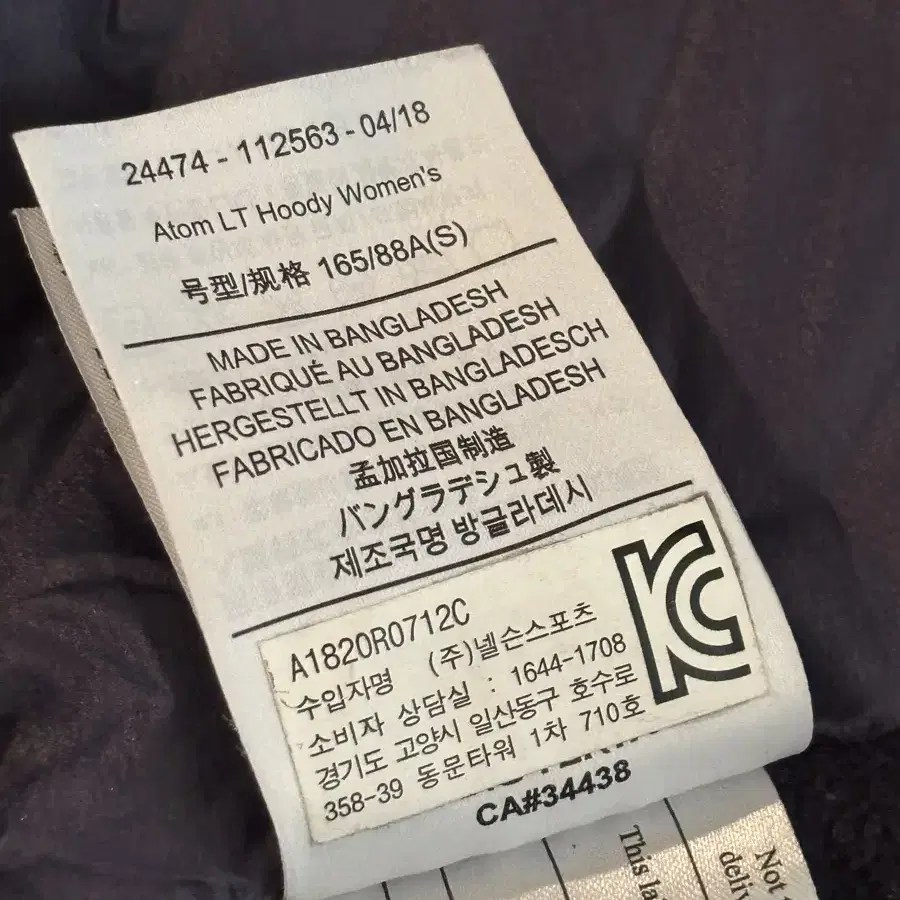 24474 - 112563 - 04/18
Atom LT Hoody Women's
号型/规格 165/88A(S)
MADE IN BANGLADESH
FABRIQUÉ AU BANGLADESH
HERGESTELLT IN BANGLADESCH
FABRICADO EN BANGLADESH
孟加拉国制造
バングラデシュ製
제조국명 방글라데시
A1820R0712C
수입자명 (주)넬슨스포츠
소비자 상담실 : 1644-1708
경기도 고양시 일산동구 호수로
358-39 동문타워 1차 710호
CA#34438
This
Not